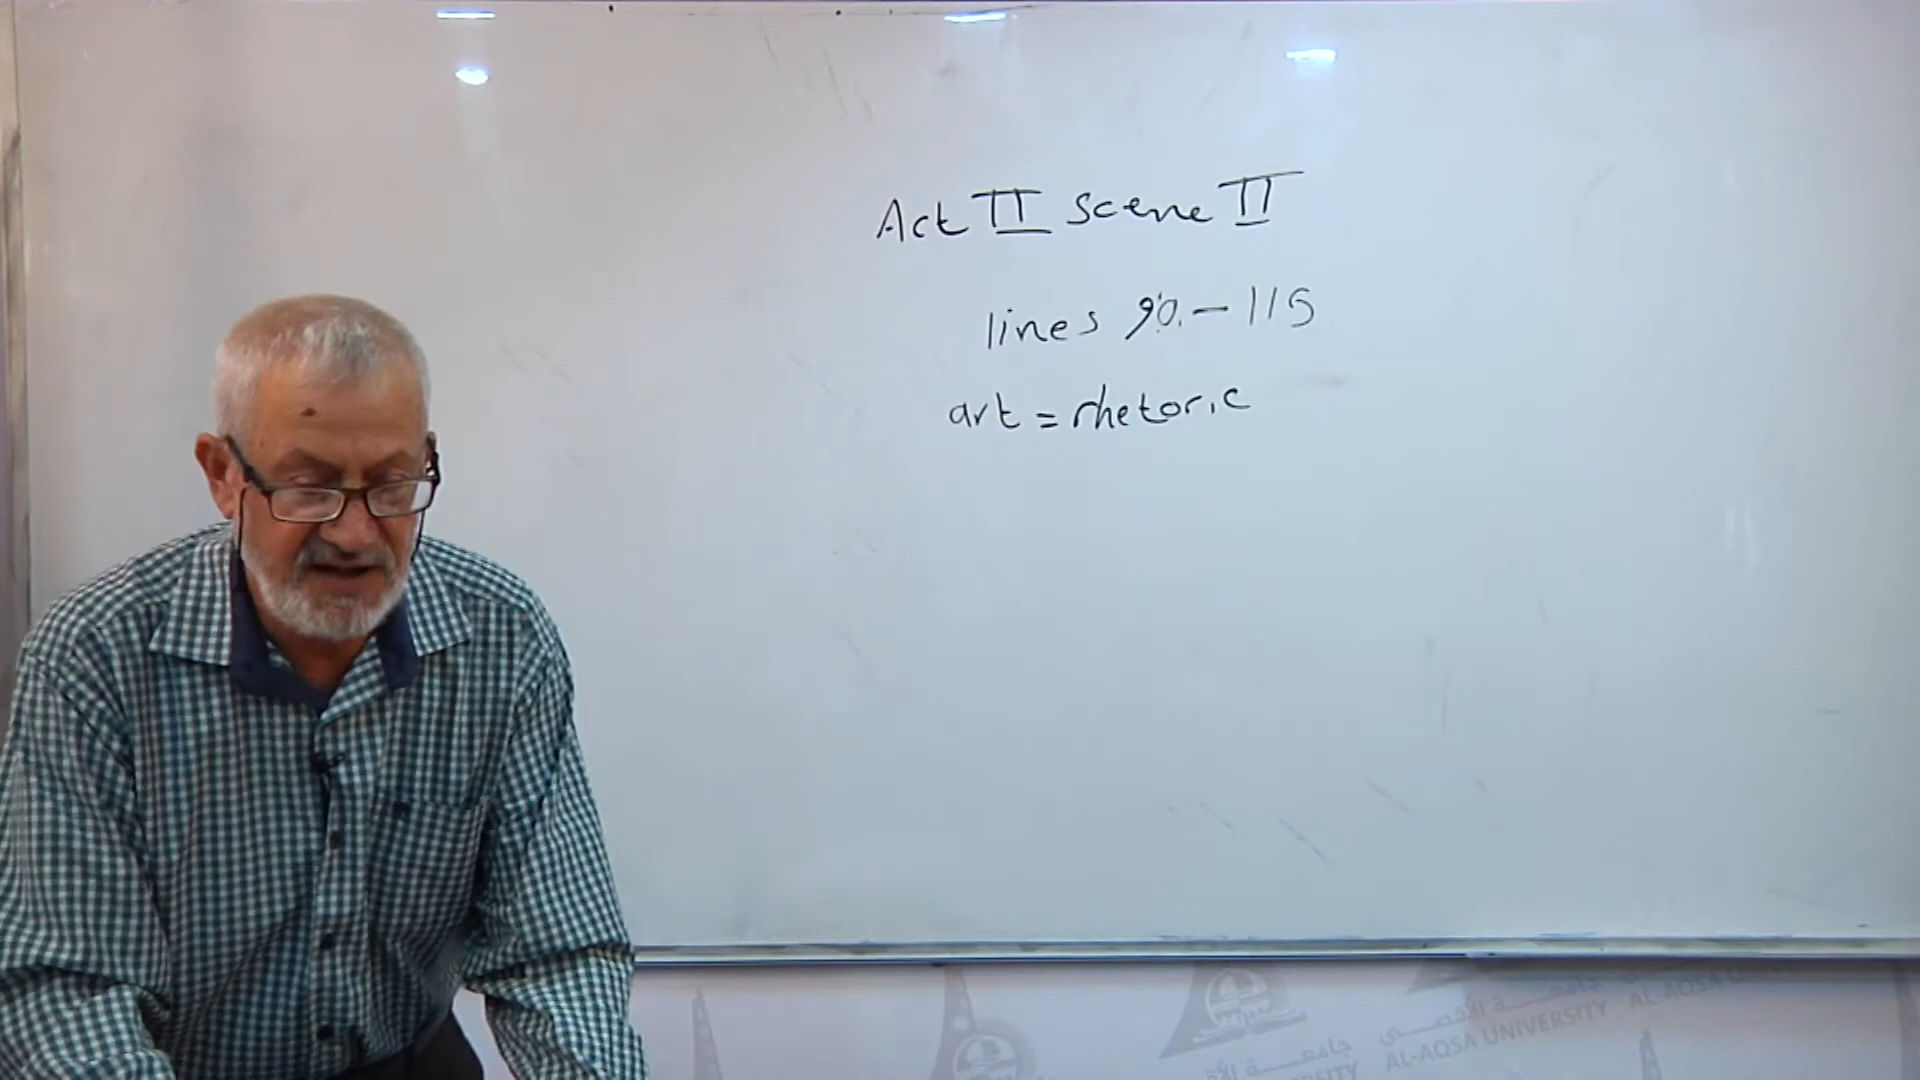 Act II Scene II
lines 90 - 115
art = rhetoric
جامعة الأقصى
AL-AQSA UNIVERSITY